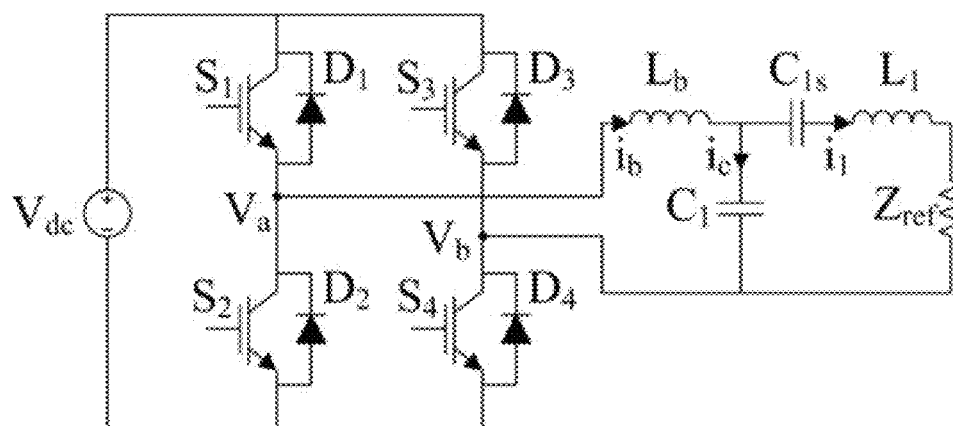 S1 D1 S3 D3 Lb C1s L1
ib ic i1
Vdc Va Vb C1 Zref
S2 D2 S4 D4